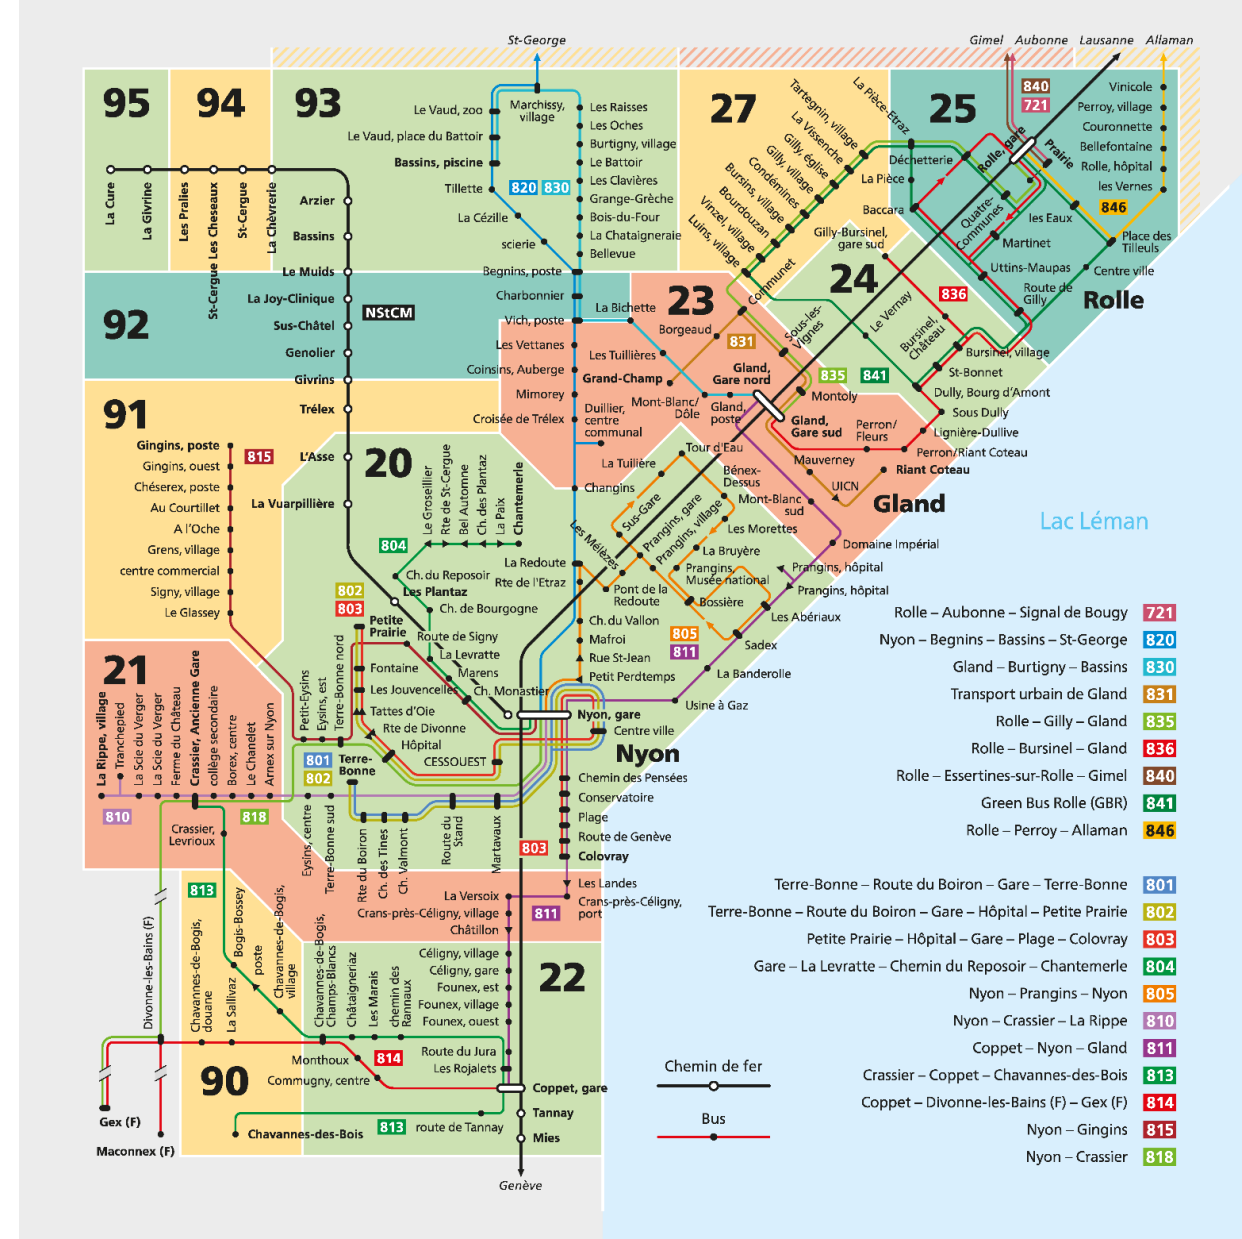 St-George
Gimel
Aubonne
Lausanne
Allaman
95
94
93
27
25
840
721
Le Vaud, zoo
Le Vaud, place du Battoir
Bassins, piscine
Tillette
La Cézille
scierie
Begnins, poste
Charbonnier
Vich, poste
Les Vettanes
Coinsins, Auberge
Mimorey
Croisée de Trélex
Marchissy,
village
820
830
Les Raisses
Les Oches
Burtigny, village
Le Battoir
Les Clavières
Grange-Grèche
Bois-du-Four
La Chataigneraie
Bellevue
Tartegnin, village
La Vissenche
Gilly, église
Gilly, village
Condémines
Bursins, village
Bourdouzan
Vinzel, village
Luins, village
La Pièce-Etraz
Déchetterie
La Pièce
Baccara
Rolle, gare
Prairie
Quatre-
Communes
Martinet
Uttins-Maupas
Route de
Gilly
les Eaux
Vinicole
Perroy, village
Couronnette
Bellefontaine
Rolle, hôpital
les Vernes
846
Place des
Tilleuls
Centre ville
Rolle
La Cure
La Givrine
Les Pralies
St-Cergue Les Cheseaux
St-Cergue
La Chèvrerie
Arzier
Bassins
Le Muids
La Joy-Clinique
NStCM
Sus-Châtel
Genolier
Givrins
Trélex
L'Asse
La Vuarpillière
92
91
23
24
Gilly-Bursinel,
gare sud
836
Communet
La Bichette
Borgeaud
831
Les Tuillières
Grand-Champ
Mont-Blanc/
Dôle
Gland,
Gare nord
Gland,
poste
Sous-les-
Vignes
835
841
Le Vernay
Bursinel,
Château
Bursinel, village
St-Bonnet
Dully, Bourg d'Amont
Sous Dully
Lignière-Dullive
Perron/Riant Coteau
Montoly
Gland,
Gare sud
Perron/
Fleurs
Mauverney
UICN
Riant Coteau
Gland
Duillier,
centre
communal
Changins
La Tuilière
Tour d'Eau
Bénex-
Dessus
Mont-Blanc
sud
Domaine Impérial
Lac Léman
Gingins, poste
815
Gingins, ouest
Chéserex, poste
Au Courtillet
A l'Oche
Grens, village
centre commercial
Signy, village
Le Glassey
20
804
Le Groseillier
Rte de St-Cergue
Bel Automne
Ch. des Plantaz
La Paix
Chantemerle
Ch. du Reposoir
Les Plantaz
Ch. de Bourgogne
802
803
Petite
Prairie
Route de Signy
La Levratte
Marens
Ch. Monastier
Fontaine
Les Jouvencelles
Tattes d'Oie
Rte de Divonne
Hôpital
CESSOUEST
Les Mélèzes
Sus-Gare
Prangins, gare
Prangins, village
Les Morettes
La Bruyère
Prangins,
Musée national
Bossière
La Redoute
Rte de l'Etraz
Pont de la
Redoute
Ch.du Vallon
Mafroi
Rue St-Jean
Petit Perdtemps
805
811
Prangins, hôpital
Prangins, hôpital
Les Abériaux
Sadex
La Banderolle
Usine à Gaz
Nyon, gare
Centre ville
Nyon
21
La Rippe, village
Tranchepied
La Scie du Verger
La Scie du Verger
Ferme du Château
Crassier, Ancienne Gare
collège secondaire
Borex, centre
Le Chanelet
Arnex sur Nyon
Petit-Eysins
Eysins, est
Terre-Bonne nord
801
802
Terre-
Bonne
810
818
Crassier,
Levrioux
Eysins, centre
Terre-Bonne sud
Rte du Boiron
Ch. des Tines
Ch. Valmont
Route du
Stand
Martavaux
Chemin des Pensées
Conservatoire
Plage
Route de Genève
Colovray
803
Les Landes
Crans-près-Céligny,
port
La Versoix
811
Crans-près-Céligny, village
Châtillon
813
Divonne-les-Bains (F)
Chavannes-de-Bogis,
douane
La Sallivaz
Bogis-Bossey
poste
Chavannes-de-Bogis,
village
Chavannes-de-Bogis,
Champs-Blancs
Châtaigneriaz
Les Marais
chemin des
Rannaux
Céligny, village
Céligny, gare
Founex, est
Founex, village
Founex, ouest
22
Route du Jura
Les Rojalets
Monthoux
814
Commugny, centre
90
Coppet, gare
Tannay
Mies
route de Tannay
813
Chavannes-des-Bois
Gex (F)
Maconnex (F)
Genève
Rolle – Aubonne – Signal de Bougy 721
Nyon – Begnins – Bassins – St-George 820
Gland – Burtigny – Bassins 830
Transport urbain de Gland 831
Rolle – Gilly – Gland 835
Rolle – Bursinel – Gland 836
Rolle – Essertines-sur-Rolle – Gimel 840
Green Bus Rolle (GBR) 841
Rolle – Perroy – Allaman 846
Terre-Bonne – Route du Boiron – Gare – Terre-Bonne 801
Terre-Bonne – Route du Boiron – Gare – Hôpital – Petite Prairie 802
Petite Prairie – Hôpital – Gare – Plage – Colovray 803
Gare – La Levratte – Chemin du Reposoir – Chantemerle 804
Nyon – Prangins – Nyon 805
Nyon – Crassier – La Rippe 810
Coppet – Nyon – Gland 811
Crassier – Coppet – Chavannes-des-Bois 813
Coppet – Divonne-les-Bains (F) – Gex (F) 814
Nyon – Gingins 815
Nyon – Crassier 818
Chemin de fer
Bus